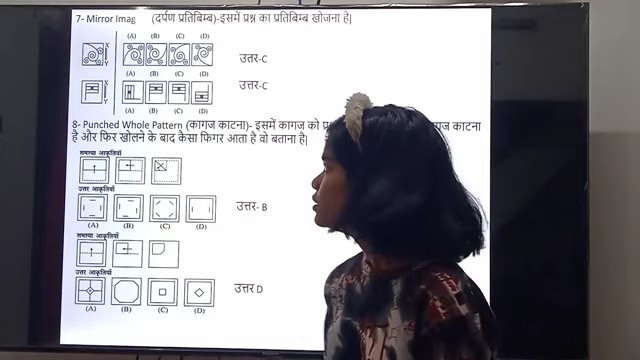 7- Mirror Imag (दर्पण प्रतिबिम्ब)-इसमें प्रश्न का प्रतिबिम्ब खोजना है|
(A) (B) (C) (D)
X
Y
उतर-C
(A) (B) (C) (D)
X
Y
उत्तर-C
(A) (B) (C) (D)
8- Punched Whole Pattern (कागज काटना)- इसमें कागज को काटना
है और फिर खोलने के बाद कैसा फिगर आता है वो बताना है|
समस्या आकृतियाँ
उत्तर आकृतियाँ
उत्तर- B
(A) (B) (C) (D)
समस्या आकृतियाँ
उत्तर आकृतियाँ
उत्तर D
(A) (B) (C) (D)